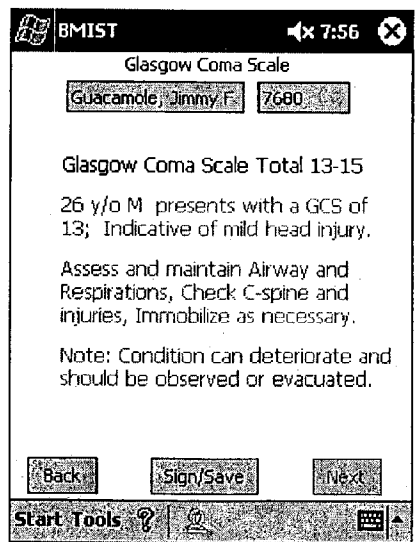 BMIST 7:56
Glasgow Coma Scale
Guacamole, Jimmy F 7680
Glasgow Coma Scale Total 13-15
26 y/o M presents with a GCS of
13; Indicative of mild head injury.
Assess and maintain Airway and
Respirations, Check C-spine and
injuries, Immobilize as necessary.
Note: Condition can deteriorate and
should be observed or evacuated.
Back Sign/Save Next
Start Tools ?